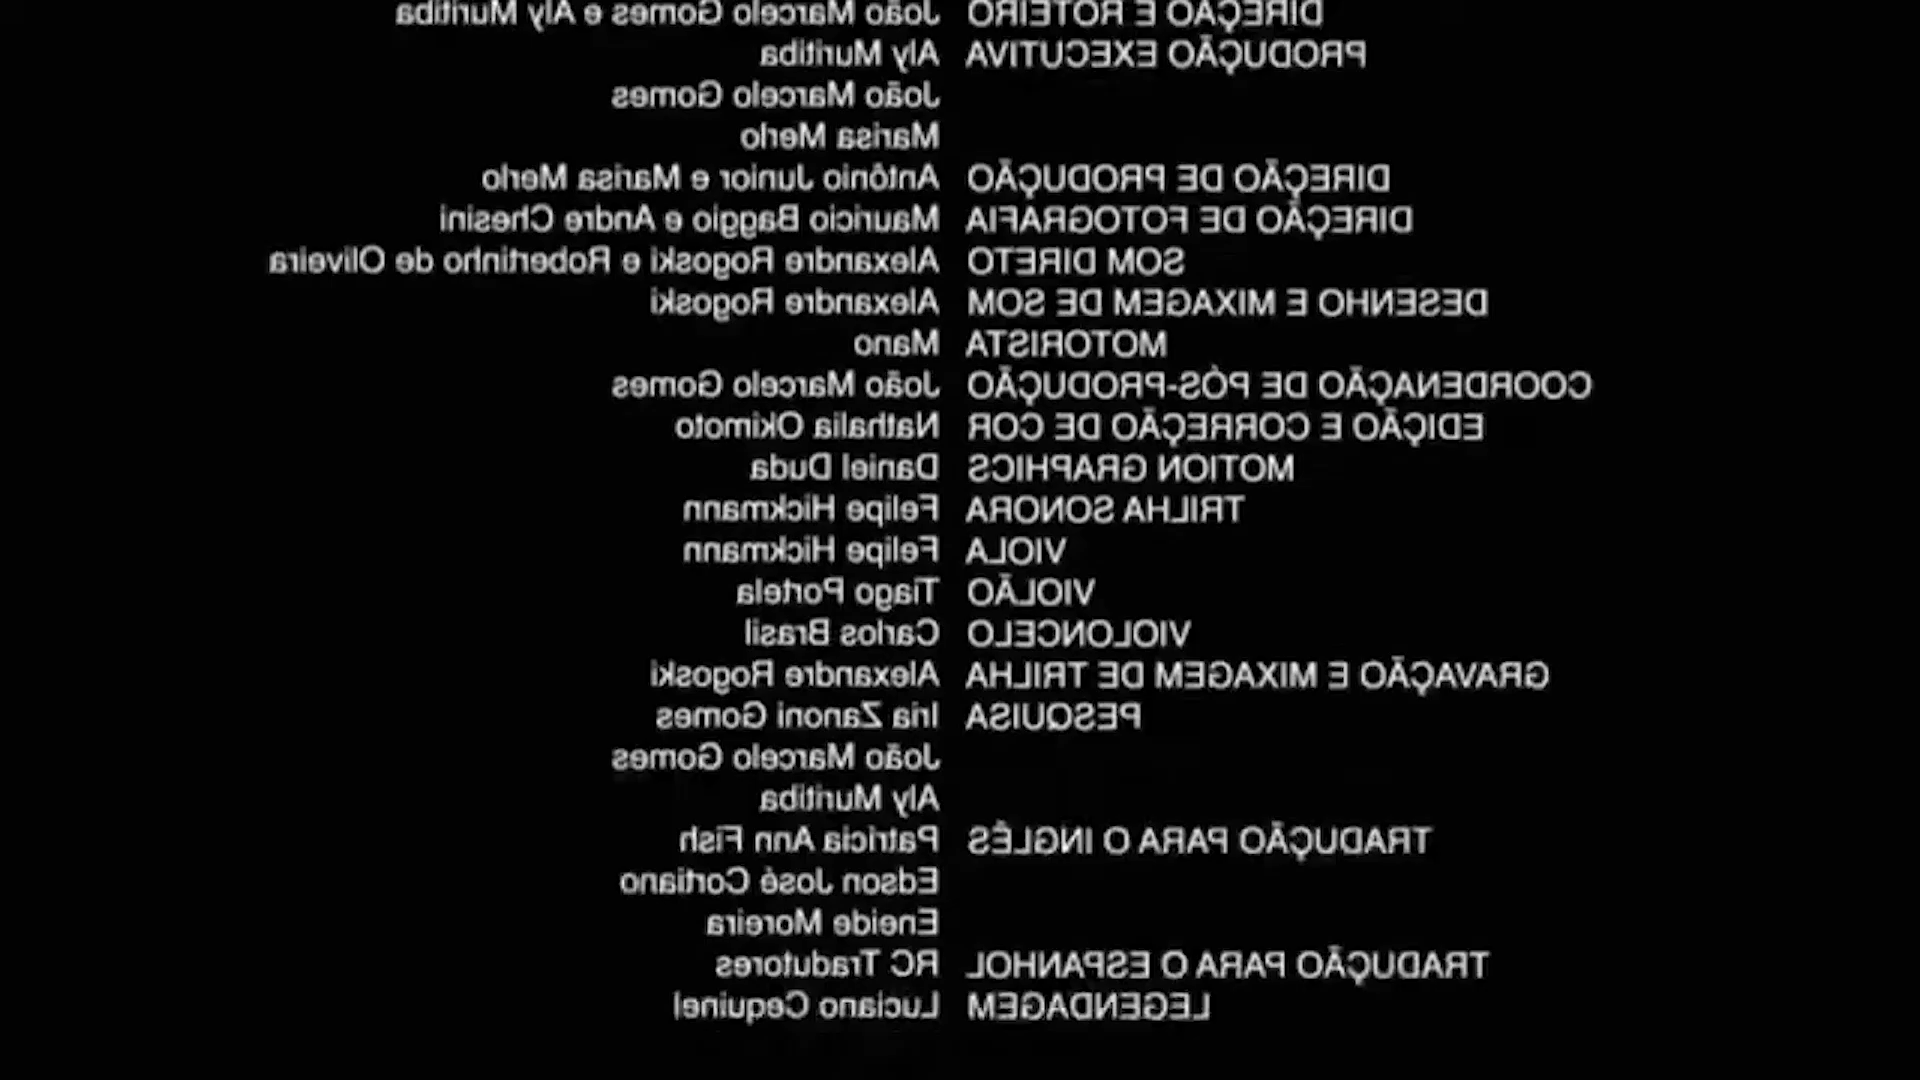 DIREÇÃO E ROTEIRO João Marcelo Gomes e Aly Muritiba
PRODUÇÃO EXECUTIVA Aly Muritiba
João Marcelo Gomes
Marisa Merlo
DIREÇÃO DE PRODUÇÃO Antônio Junior e Marisa Merlo
DIREÇÃO DE FOTOGRAFIA Mauricio Baggio e Andre Chesini
SOM DIRETO Alexandre Rogoski e Robertinho de Oliveira
DESENHO E MIXAGEM DE SOM Alexandre Rogoski
MOTORISTA Mano
COORDENAÇÃO DE PÓS-PRODUÇÃO João Marcelo Gomes
EDIÇÃO E CORREÇÃO DE COR Nathalia Okimoto
MOTION GRAPHICS Daniel Duda
TRILHA SONORA Felipe Hickmann
VIOLA Felipe Hickmann
VIOLÃO Tiago Portela
VIOLONCELO Carlos Brasil
GRAVAÇÃO E MIXAGEM DE TRILHA Alexandre Rogoski
PESQUISA Iria Zanoni Gomes
João Marcelo Gomes
Aly Muritiba
TRADUÇÃO PARA O INGLÊS Patrícia Ann Fish
Edson José Cortiano
Eneide Moreira
TRADUÇÃO PARA O ESPANHOL RC Tradutores
LEGENDAGEM Luciano Cequinel